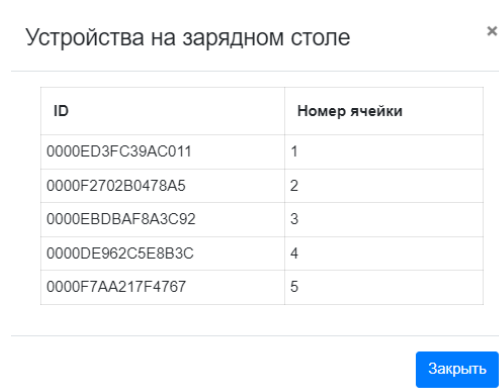 Устройства на зарядном столе ×
ID Номер ячейки
0000ED3FC39AC011 1
0000F2702B0478A5 2
0000EBDBAF8A3C92 3
0000DE962C5E8B3C 4
0000F7AA217F4767 5
Закрыть